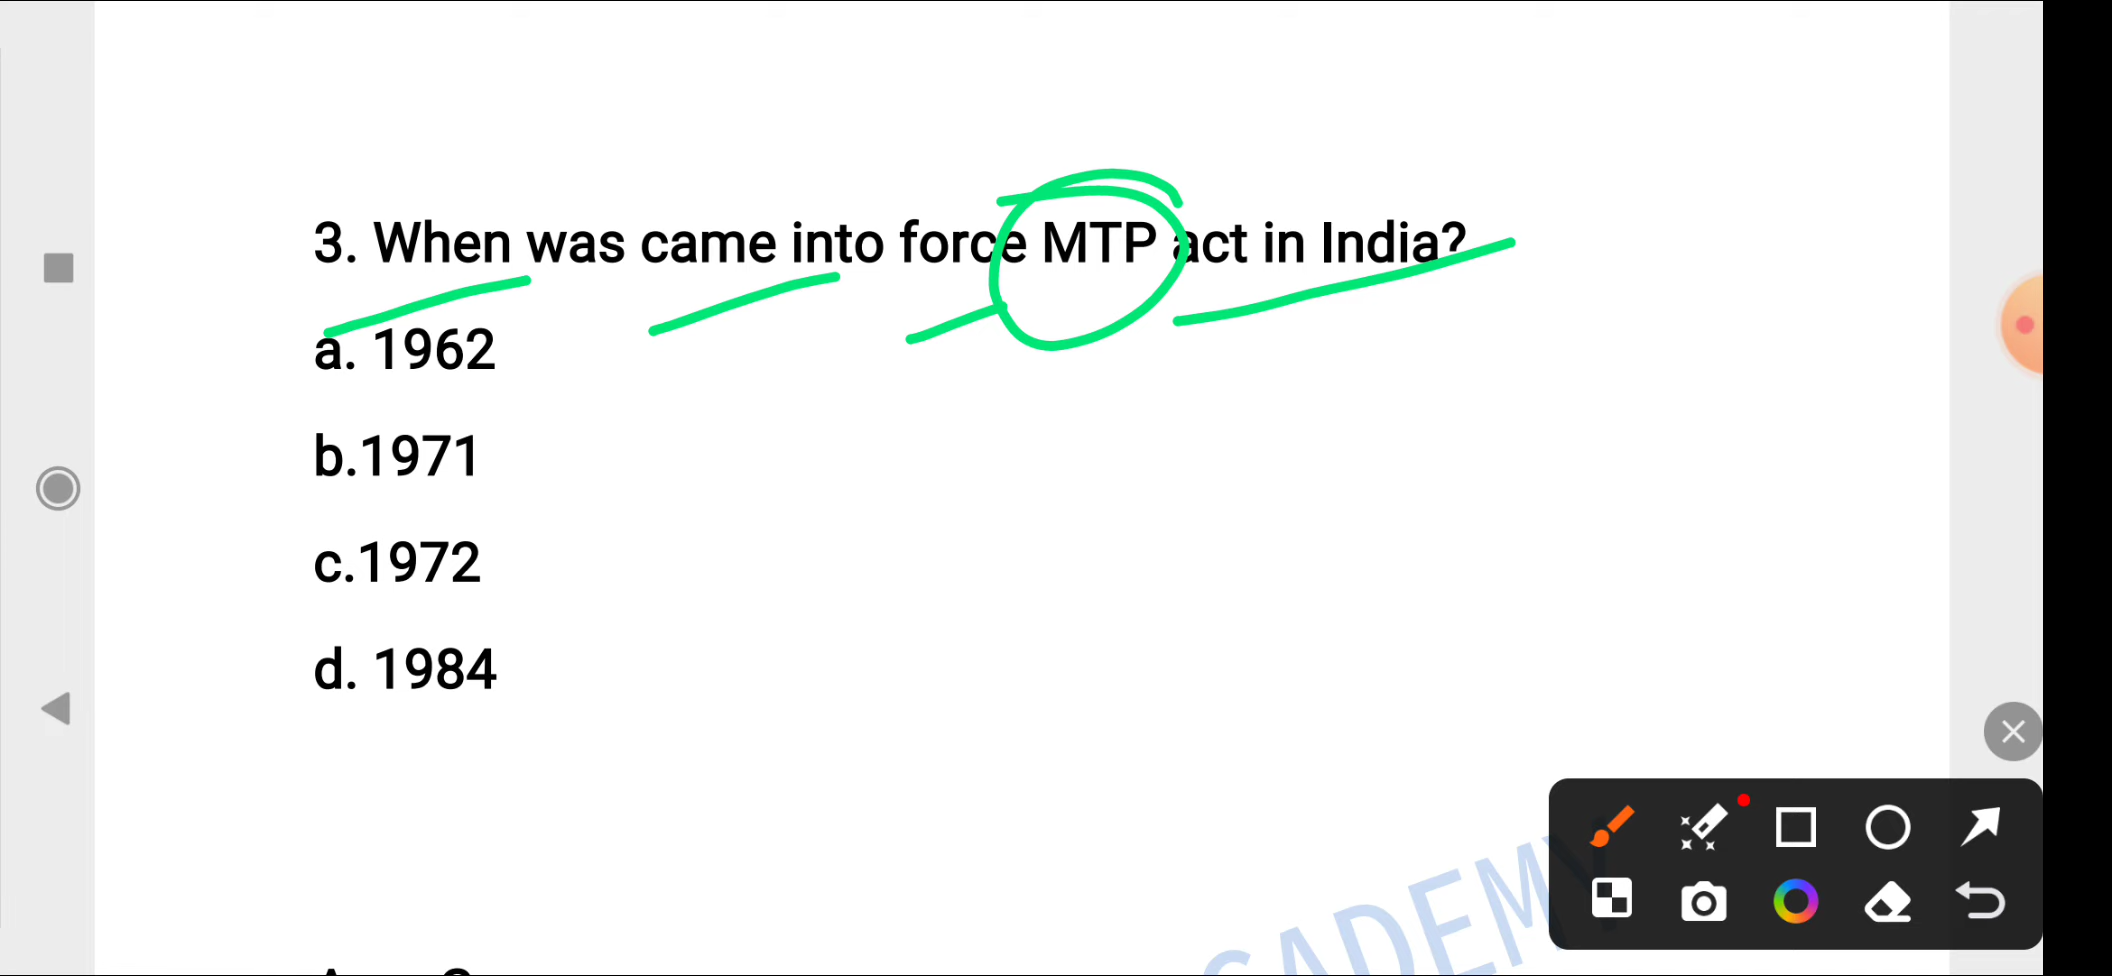 3. When was came into force MTP act in India?
a. 1962
b.1971
c.1972
d. 1984